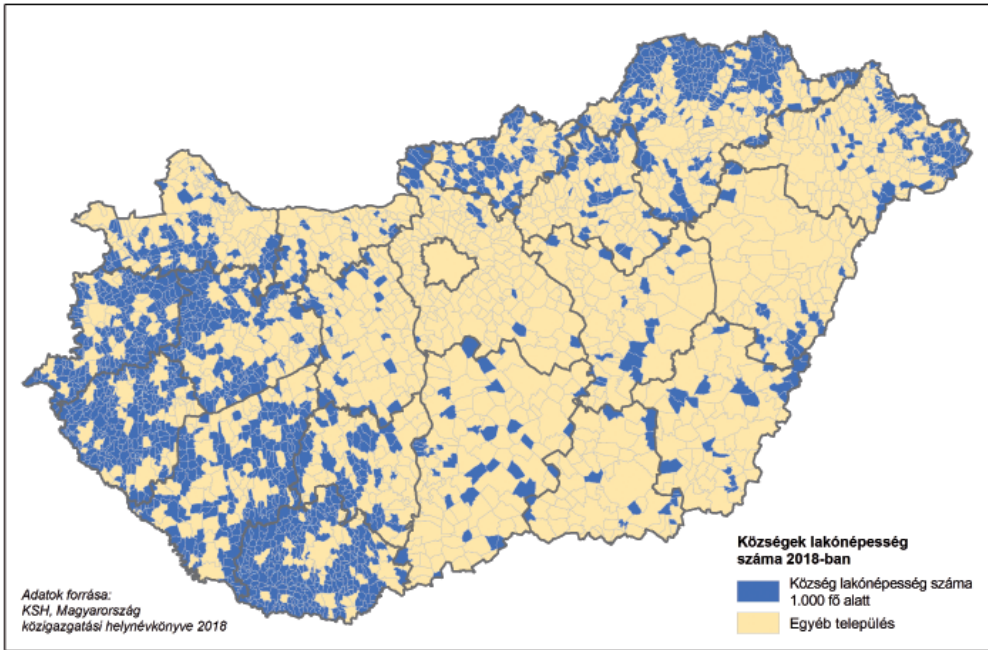 Községek lakónépesség
száma 2018-ban
Község lakónépesség száma
1.000 fő alatt
Egyéb település
Adatok forrása:
KSH, Magyarország
közigazgatási helynévkönyve 2018